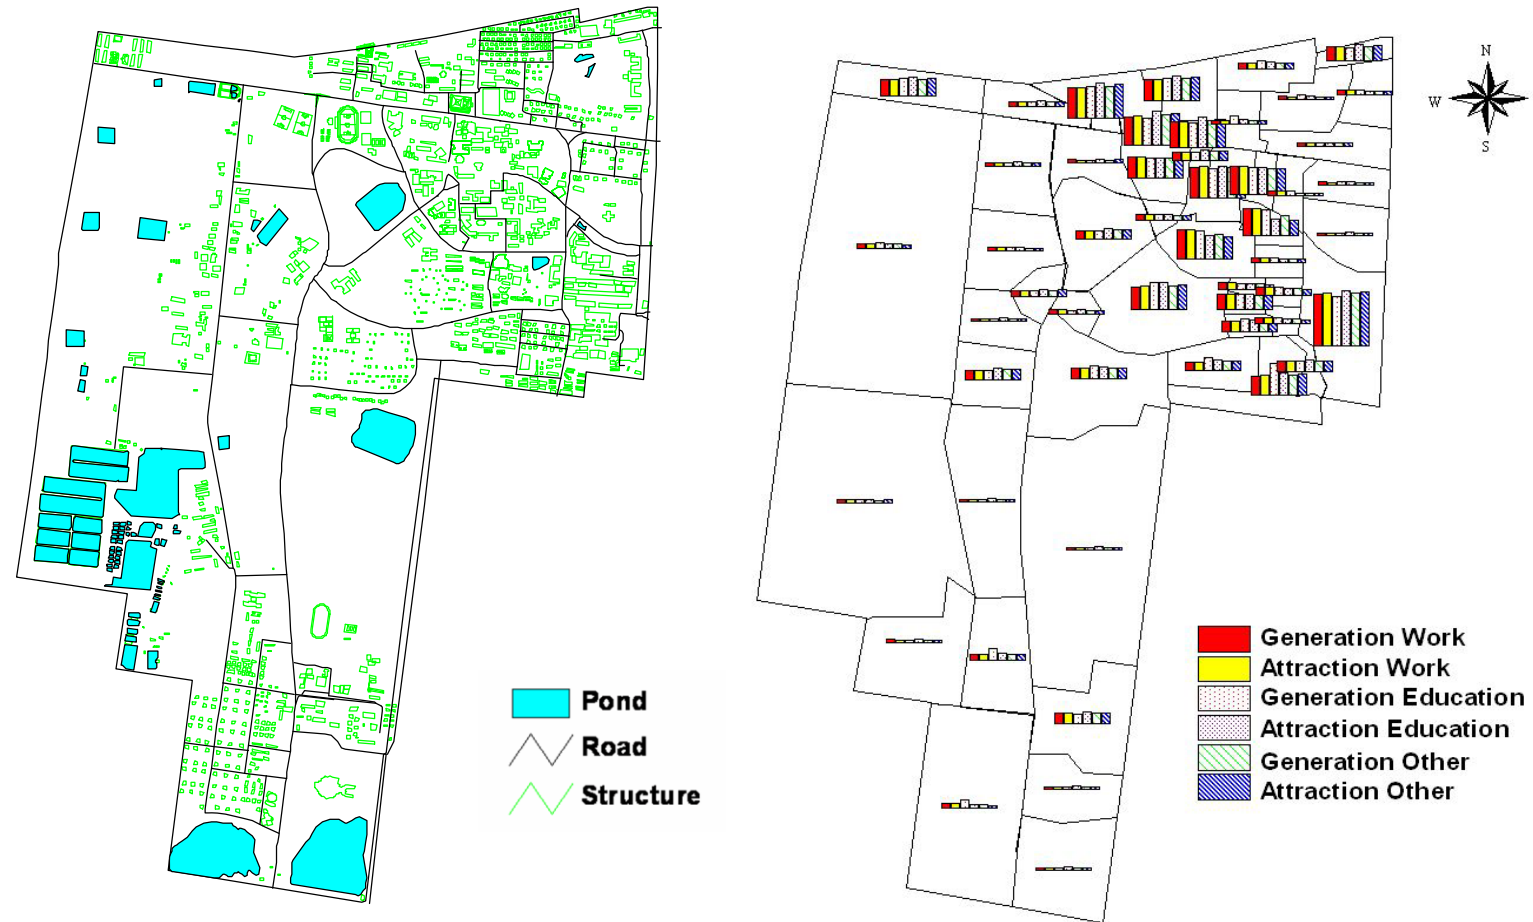 N
W
S
Pond
Road
Structure
Generation Work
Attraction Work
Generation Education
Attraction Education
Generation Other
Attraction Other